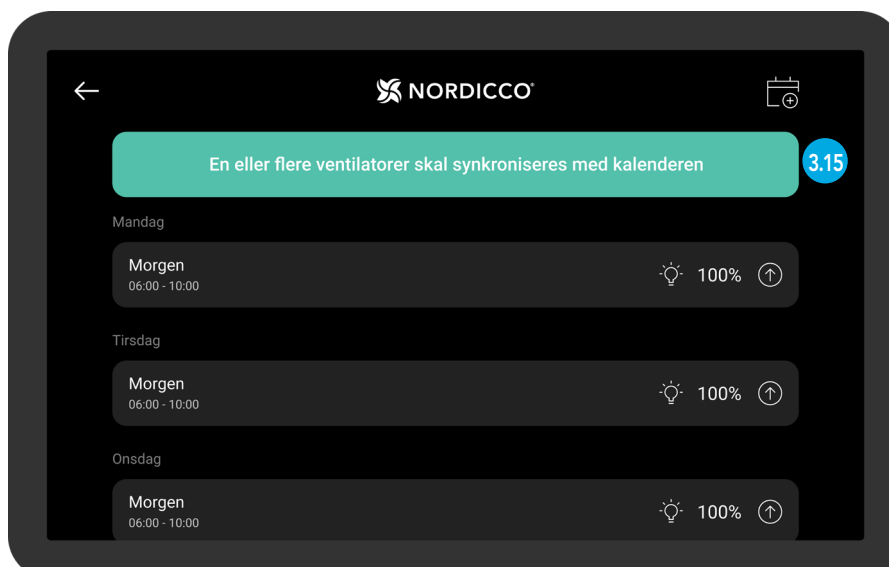 NORDICCO®
En eller flere ventilatorer skal synkroniseres med kalenderen
3.15
Mandag
Morgen
06:00 - 10:00
100%
Tirsdag
Morgen
06:00 - 10:00
100%
Onsdag
Morgen
06:00 - 10:00
100%